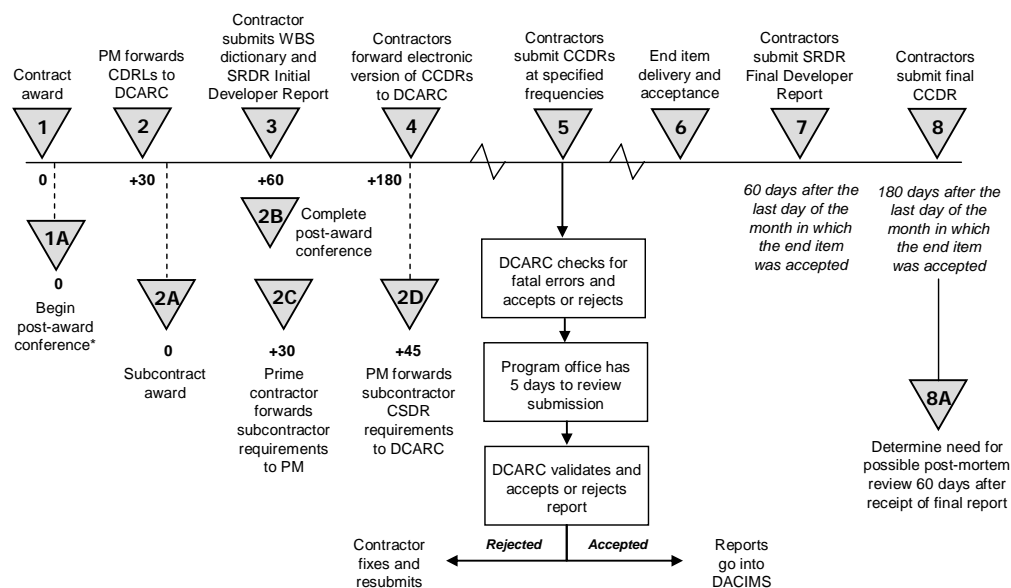 Contract
award
1
0
PM forwards
CDRLs to
DCARC
2
+30
Contractor
submits WBS
dictionary and
SRDR Initial
Developer Report
3
+60
Contractors
forward electronic
version of CCDRs
to DCARC
4
+180
Contractors
submit CCDRs
at specified
frequencies
5
End item
delivery and
acceptance
6
Contractors
submit SRDR
Final Developer
Report
7
60 days after the
last day of the
month in which
the end item
was accepted
Contractors
submit final
CCDR
8
180 days after the
last day of the
month in which
the end item
was accepted
1A
0
Begin
post-award
conference*
2A
0
Subcontract
award
2B
Complete
post-award
conference
2C
+30
Prime
contractor
forwards
subcontractor
requirements
to PM
2D
+45
PM forwards
subcontractor
CSDR
requirements
to DCARC
DCARC checks for
fatal errors and
accepts or rejects
Program office has
5 days to review
submission
DCARC validates and
accepts or rejects
report
Rejected
Accepted
Contractor
fixes and
resubmits
Reports
go into
DACIMS
8A
Determine need for
possible post-mortem
review 60 days after
receipt of final report